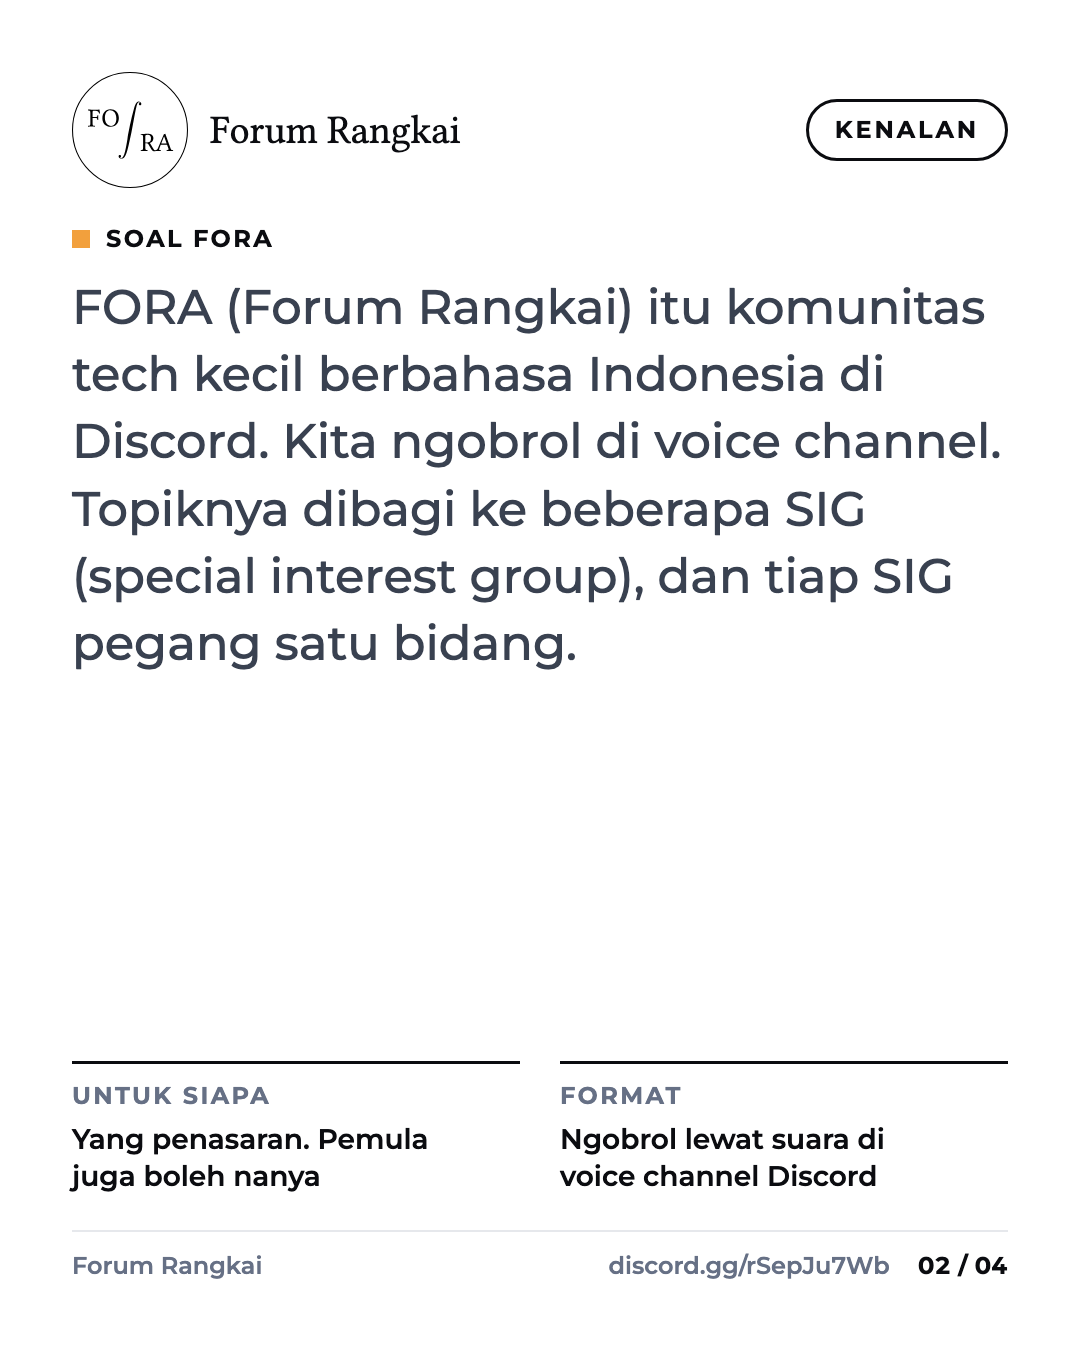 FO∫RA
Forum Rangkai
KENALAN
SOAL FORA
FORA (Forum Rangkai) itu komunitas
tech kecil berbahasa Indonesia di
Discord. Kita ngobrol di voice channel.
Topiknya dibagi ke beberapa SIG
(special interest group), dan tiap SIG
pegang satu bidang.
UNTUK SIAPA
Yang penasaran. Pemula
juga boleh nanya
FORMAT
Ngobrol lewat suara di
voice channel Discord
Forum Rangkai
discord.gg/rSepJu7Wb
02 / 04